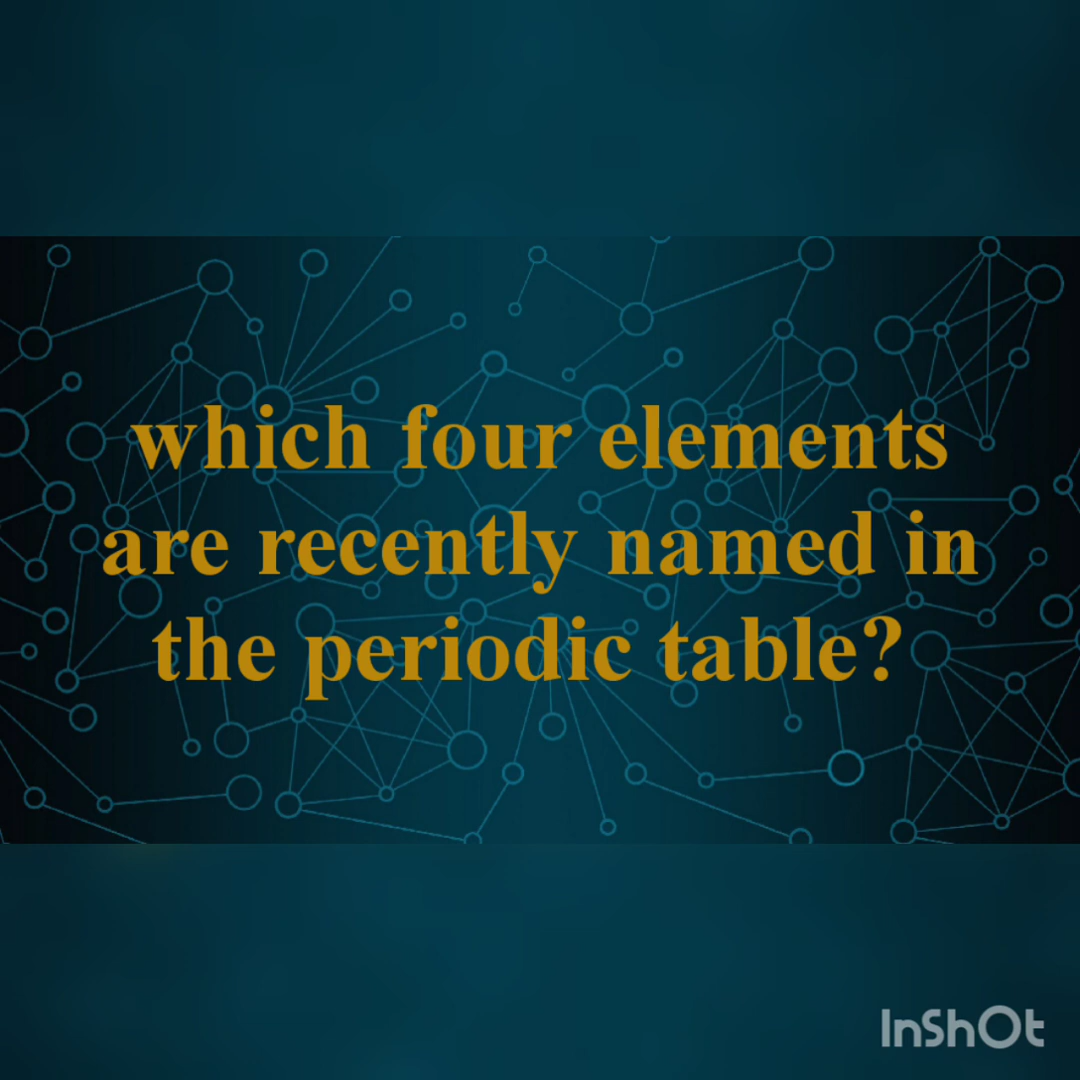 which four elements
are recently named in
the periodic table?
InShOt